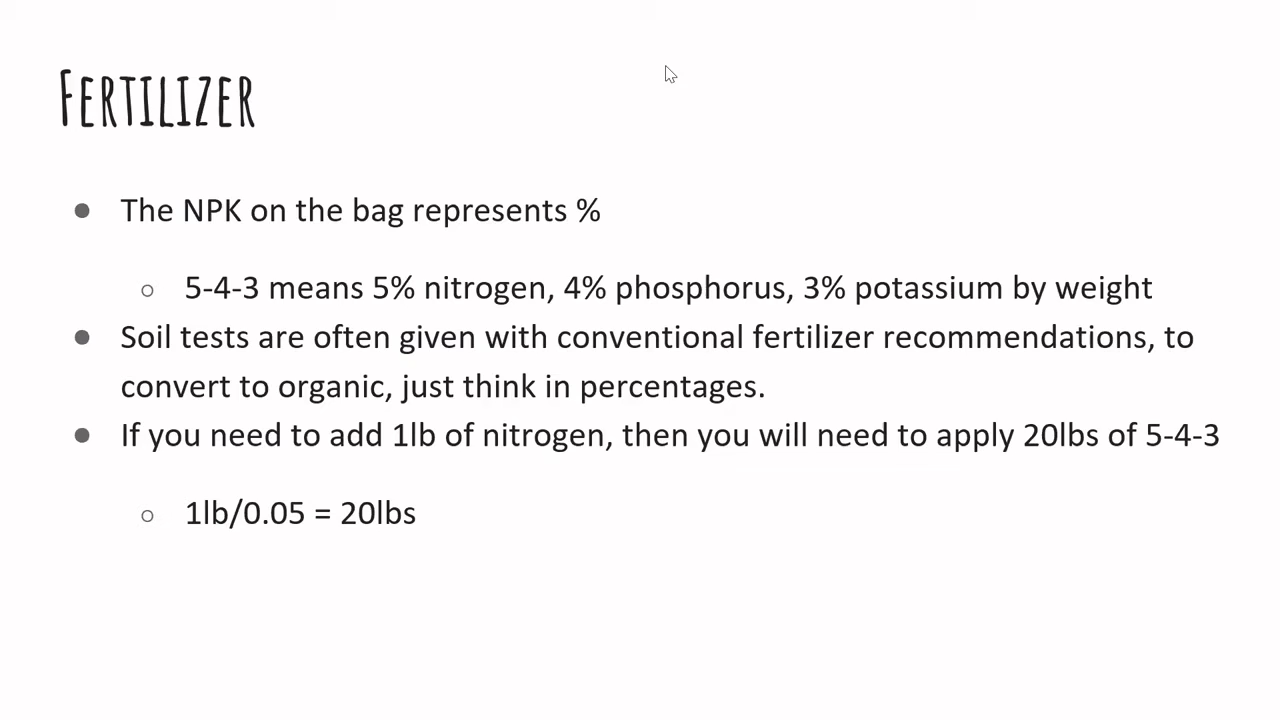 FERTILIZER
● The NPK on the bag represents %
○ 5-4-3 means 5% nitrogen, 4% phosphorus, 3% potassium by weight
● Soil tests are often given with conventional fertilizer recommendations, to
convert to organic, just think in percentages.
● If you need to add 1lb of nitrogen, then you will need to apply 20lbs of 5-4-3
○ 1lb/0.05 = 20lbs